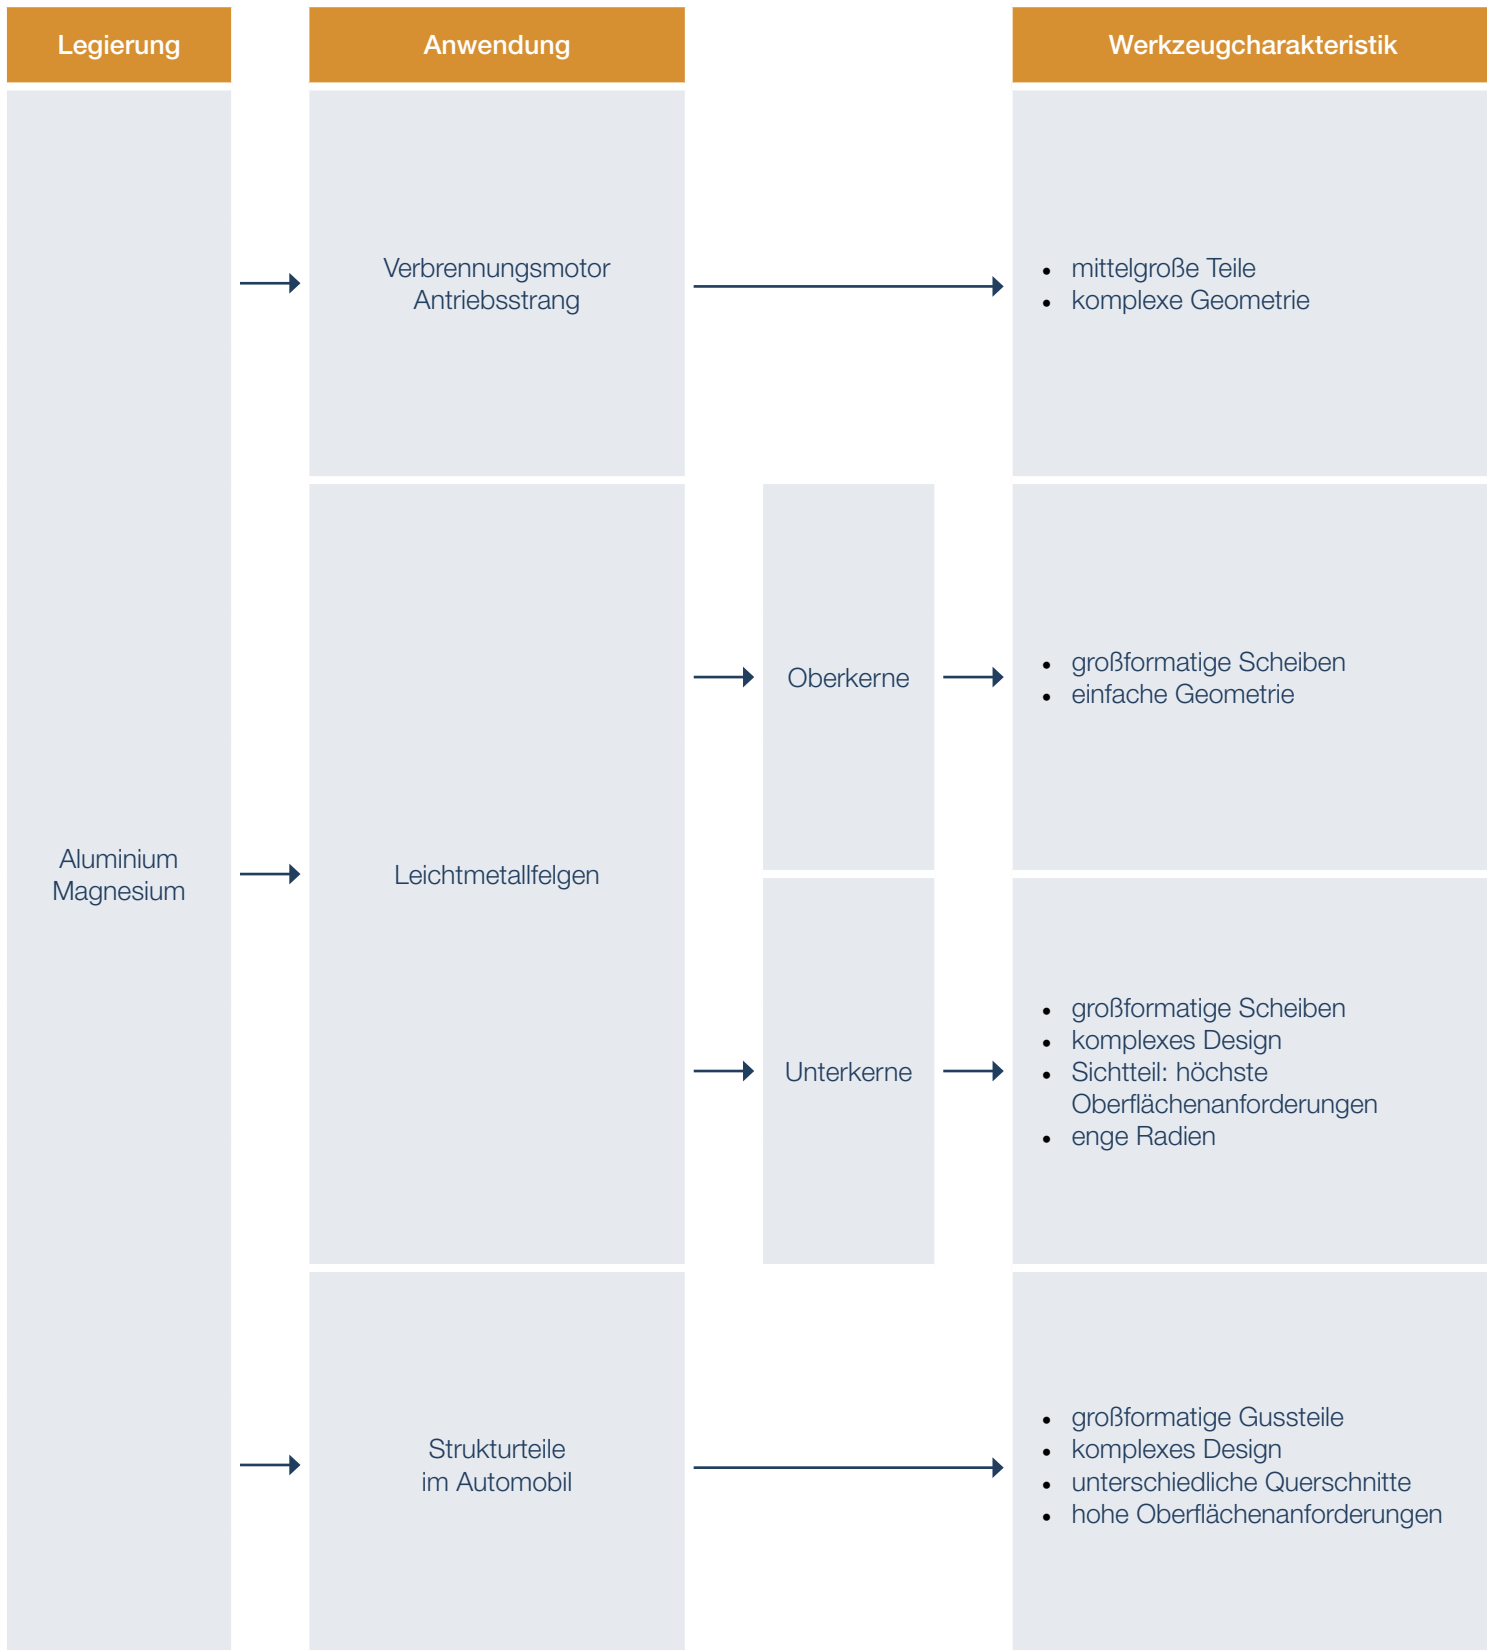 Legierung
Anwendung
Werkzeugcharakteristik
Aluminium
Magnesium
Verbrennungsmotor
Antriebsstrang
• mittelgroße Teile
• komplexe Geometrie
Leichtmetallfelgen
Oberkerne
• großformatige Scheiben
• einfache Geometrie
Unterkerne
• großformatige Scheiben
• komplexes Design
• Sichtteil: höchste
Oberflächenanforderungen
• enge Radien
Strukturteile
im Automobil
• großformatige Gussteile
• komplexes Design
• unterschiedliche Querschnitte
• hohe Oberflächenanforderungen